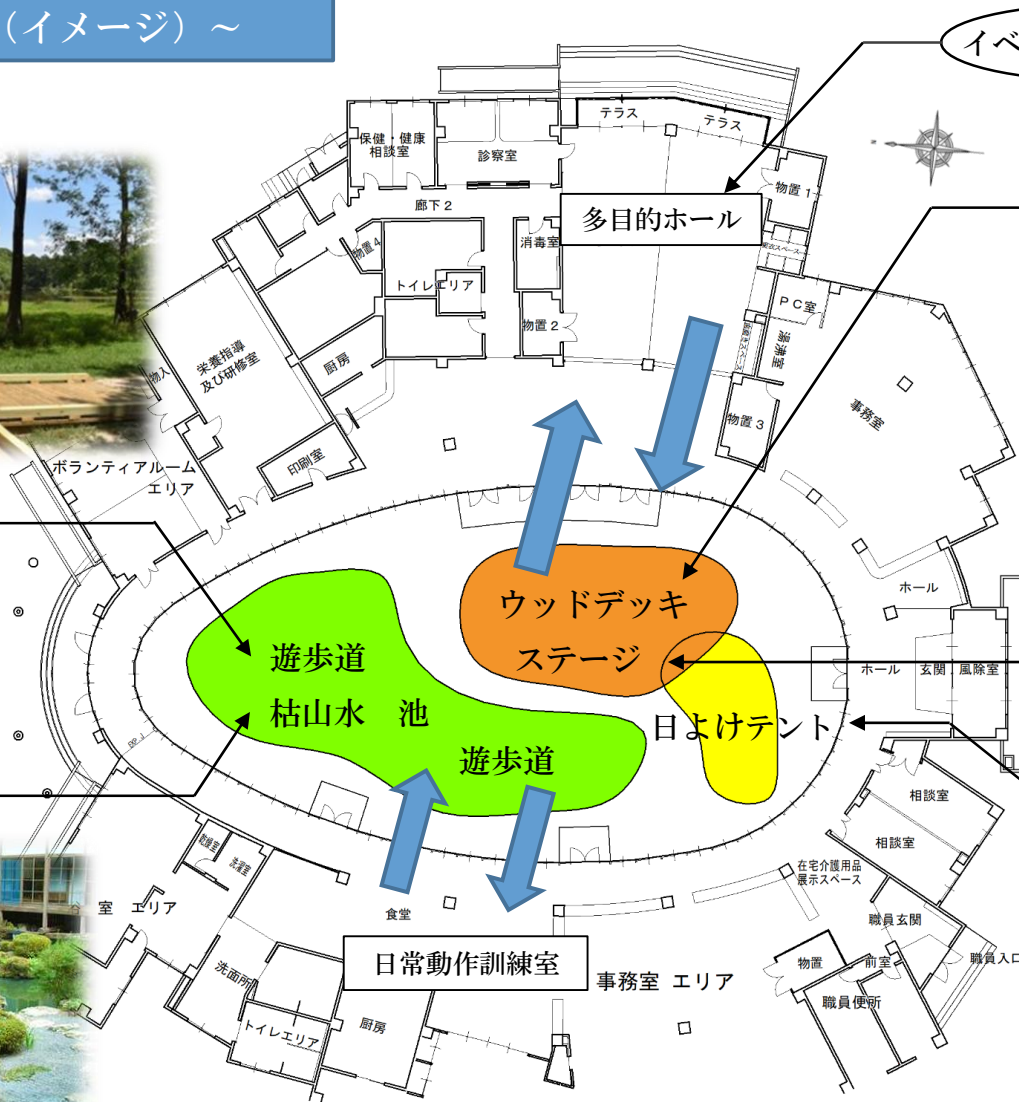 （イメージ）～
イベ
テラス
テラス
保健・健康
相談室
診察室
物置１
廊下２
多目的ホール
消毒室
物置４
トイレエリア
ＰＣ室
湯沸室
物置２
栄養指導
及び研修室
物入
厨房
事務室
物置３
印刷室
ボランティアルーム
エリア
ホール
ウッドデッキ
ステージ
遊歩道
枯山水　池
ホール
玄関
風除室
日よけテント
遊歩道
相談室
相談室
在宅介護用品
展示スペース
洗濯室
室 エリア
食堂
職員玄関
日常動作訓練室
事務室 エリア
洗面所
物置
前室
職員入口
職員便所
トイレエリア
厨房